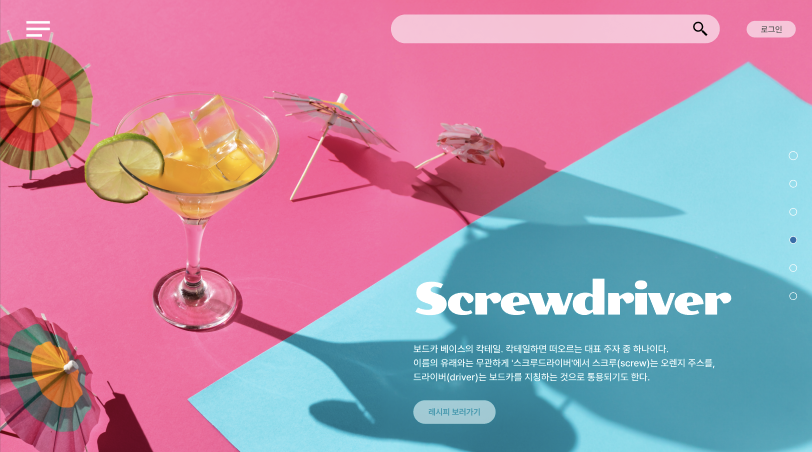 로그인
Screwdriver
보드카 베이스의 칵테일. 칵테일하면 떠오르는 대표 주자 중 하나이다.
이름의 유래와는 무관하게 '스크루드라이버'에서 스크루(screw)는 오렌지 주스를,
드라이버(driver)는 보드카를 지칭하는 것으로 통용되기도 한다.
레시피 보러가기